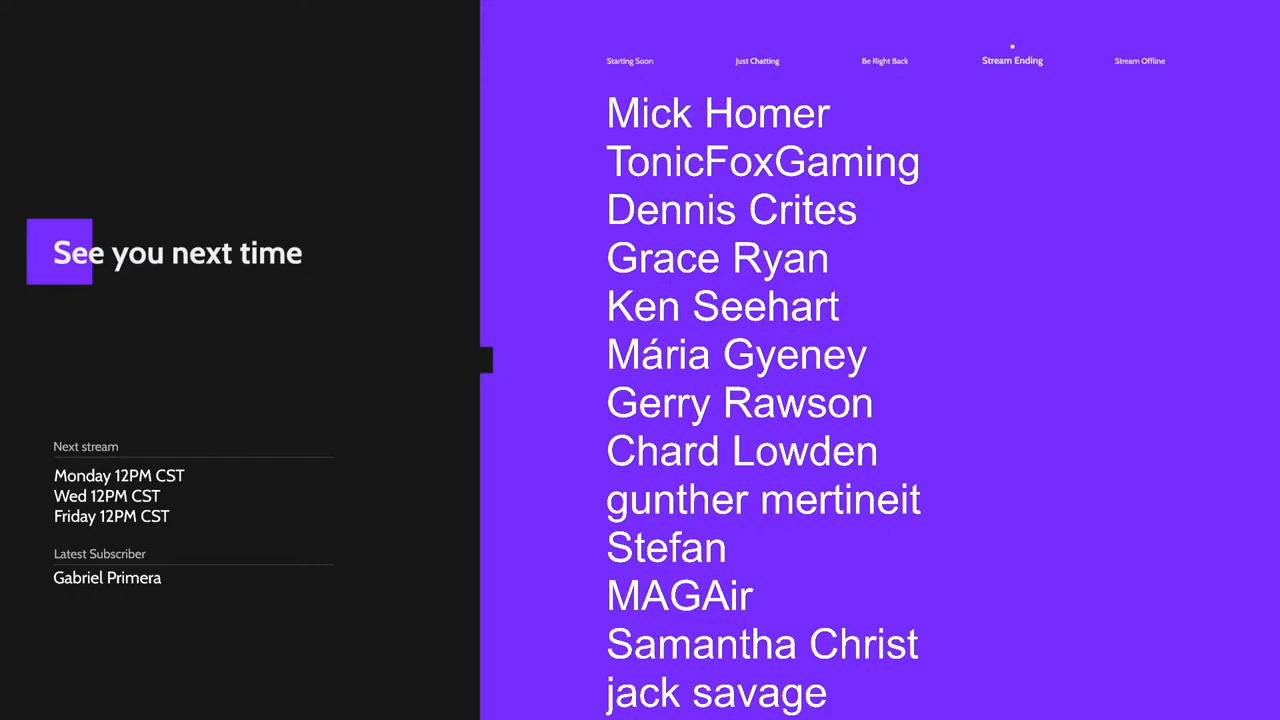 See you next time
Next stream
Monday 12PM CST
Wed 12PM CST
Friday 12PM CST
Latest Subscriber
Gabriel Primera
Starting Soon
Just Chatting
Be Right Back
Stream Ending
Stream Offline
Mick Homer
TonicFoxGaming
Dennis Crites
Grace Ryan
Ken Seehart
Mária Gyeney
Gerry Rawson
Chard Lowden
gunther mertineit
Stefan
MAGAir
Samantha Christ
jack savage